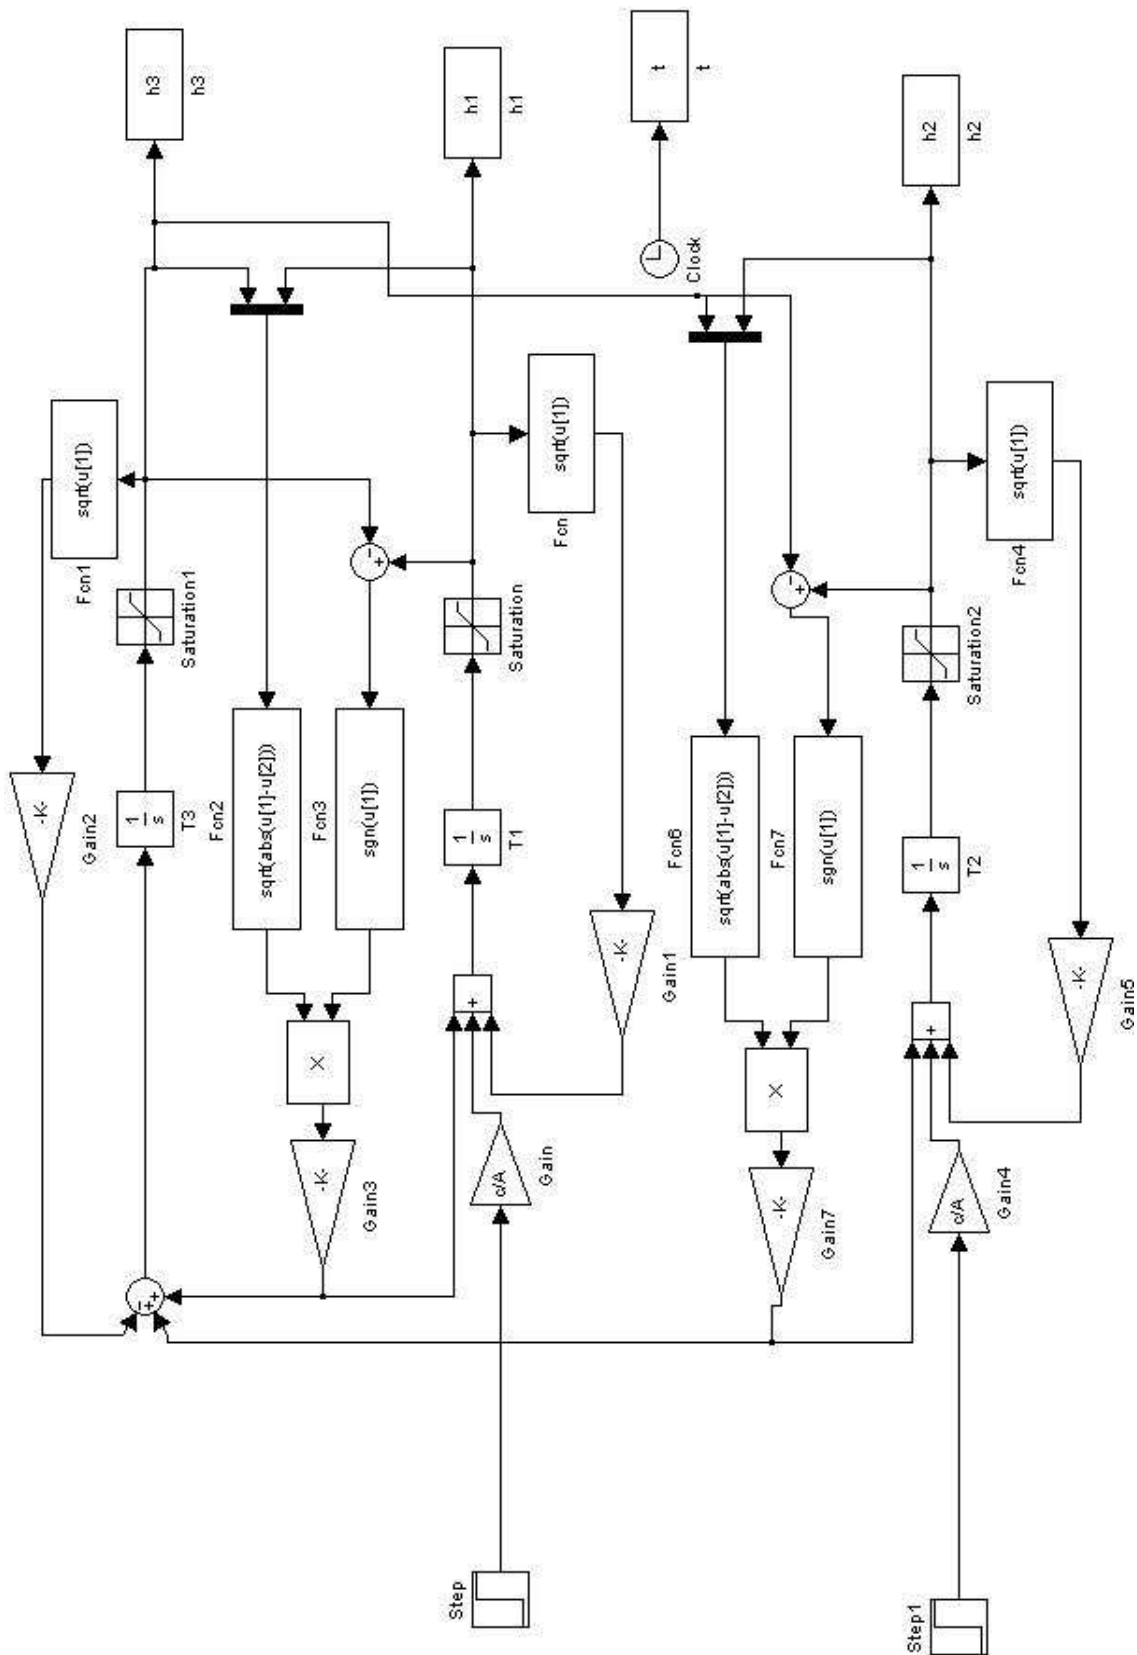 -K-
Gain2
sqrt(u[1])
Fcn1
-
+
+
1
s
T3
Saturation1
h3
h3
sqrt(abs(u[1]-u[2]))
Fcn2
X
-K-
Gain3
sgn(u[1])
Fcn3
-
+
Step
c/A
Gain
+
1
s
T1
Saturation
h1
h1
-K-
Gain1
sqrt(u[1])
Fcn
Clock
t
t
Fcn6
sqrt(abs(u[1]-u[2]))
X
-K-
Gain7
Fcn7
sgn(u[1])
-
+
Step1
c/A
Gain4
+
1
s
T2
Saturation2
h2
h2
sqrt(u[1])
Fcn4
-K-
Gain5